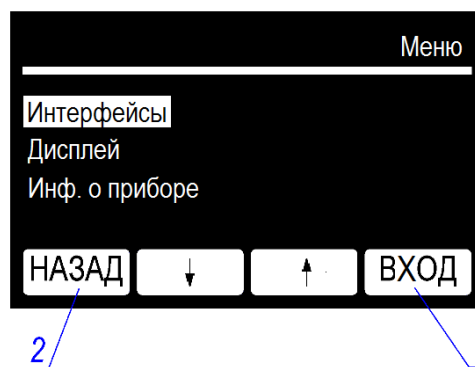 Меню
Интерфейсы
Дисплей
Инф. о приборе
НАЗАД ↓ ↑ ВХОД
2